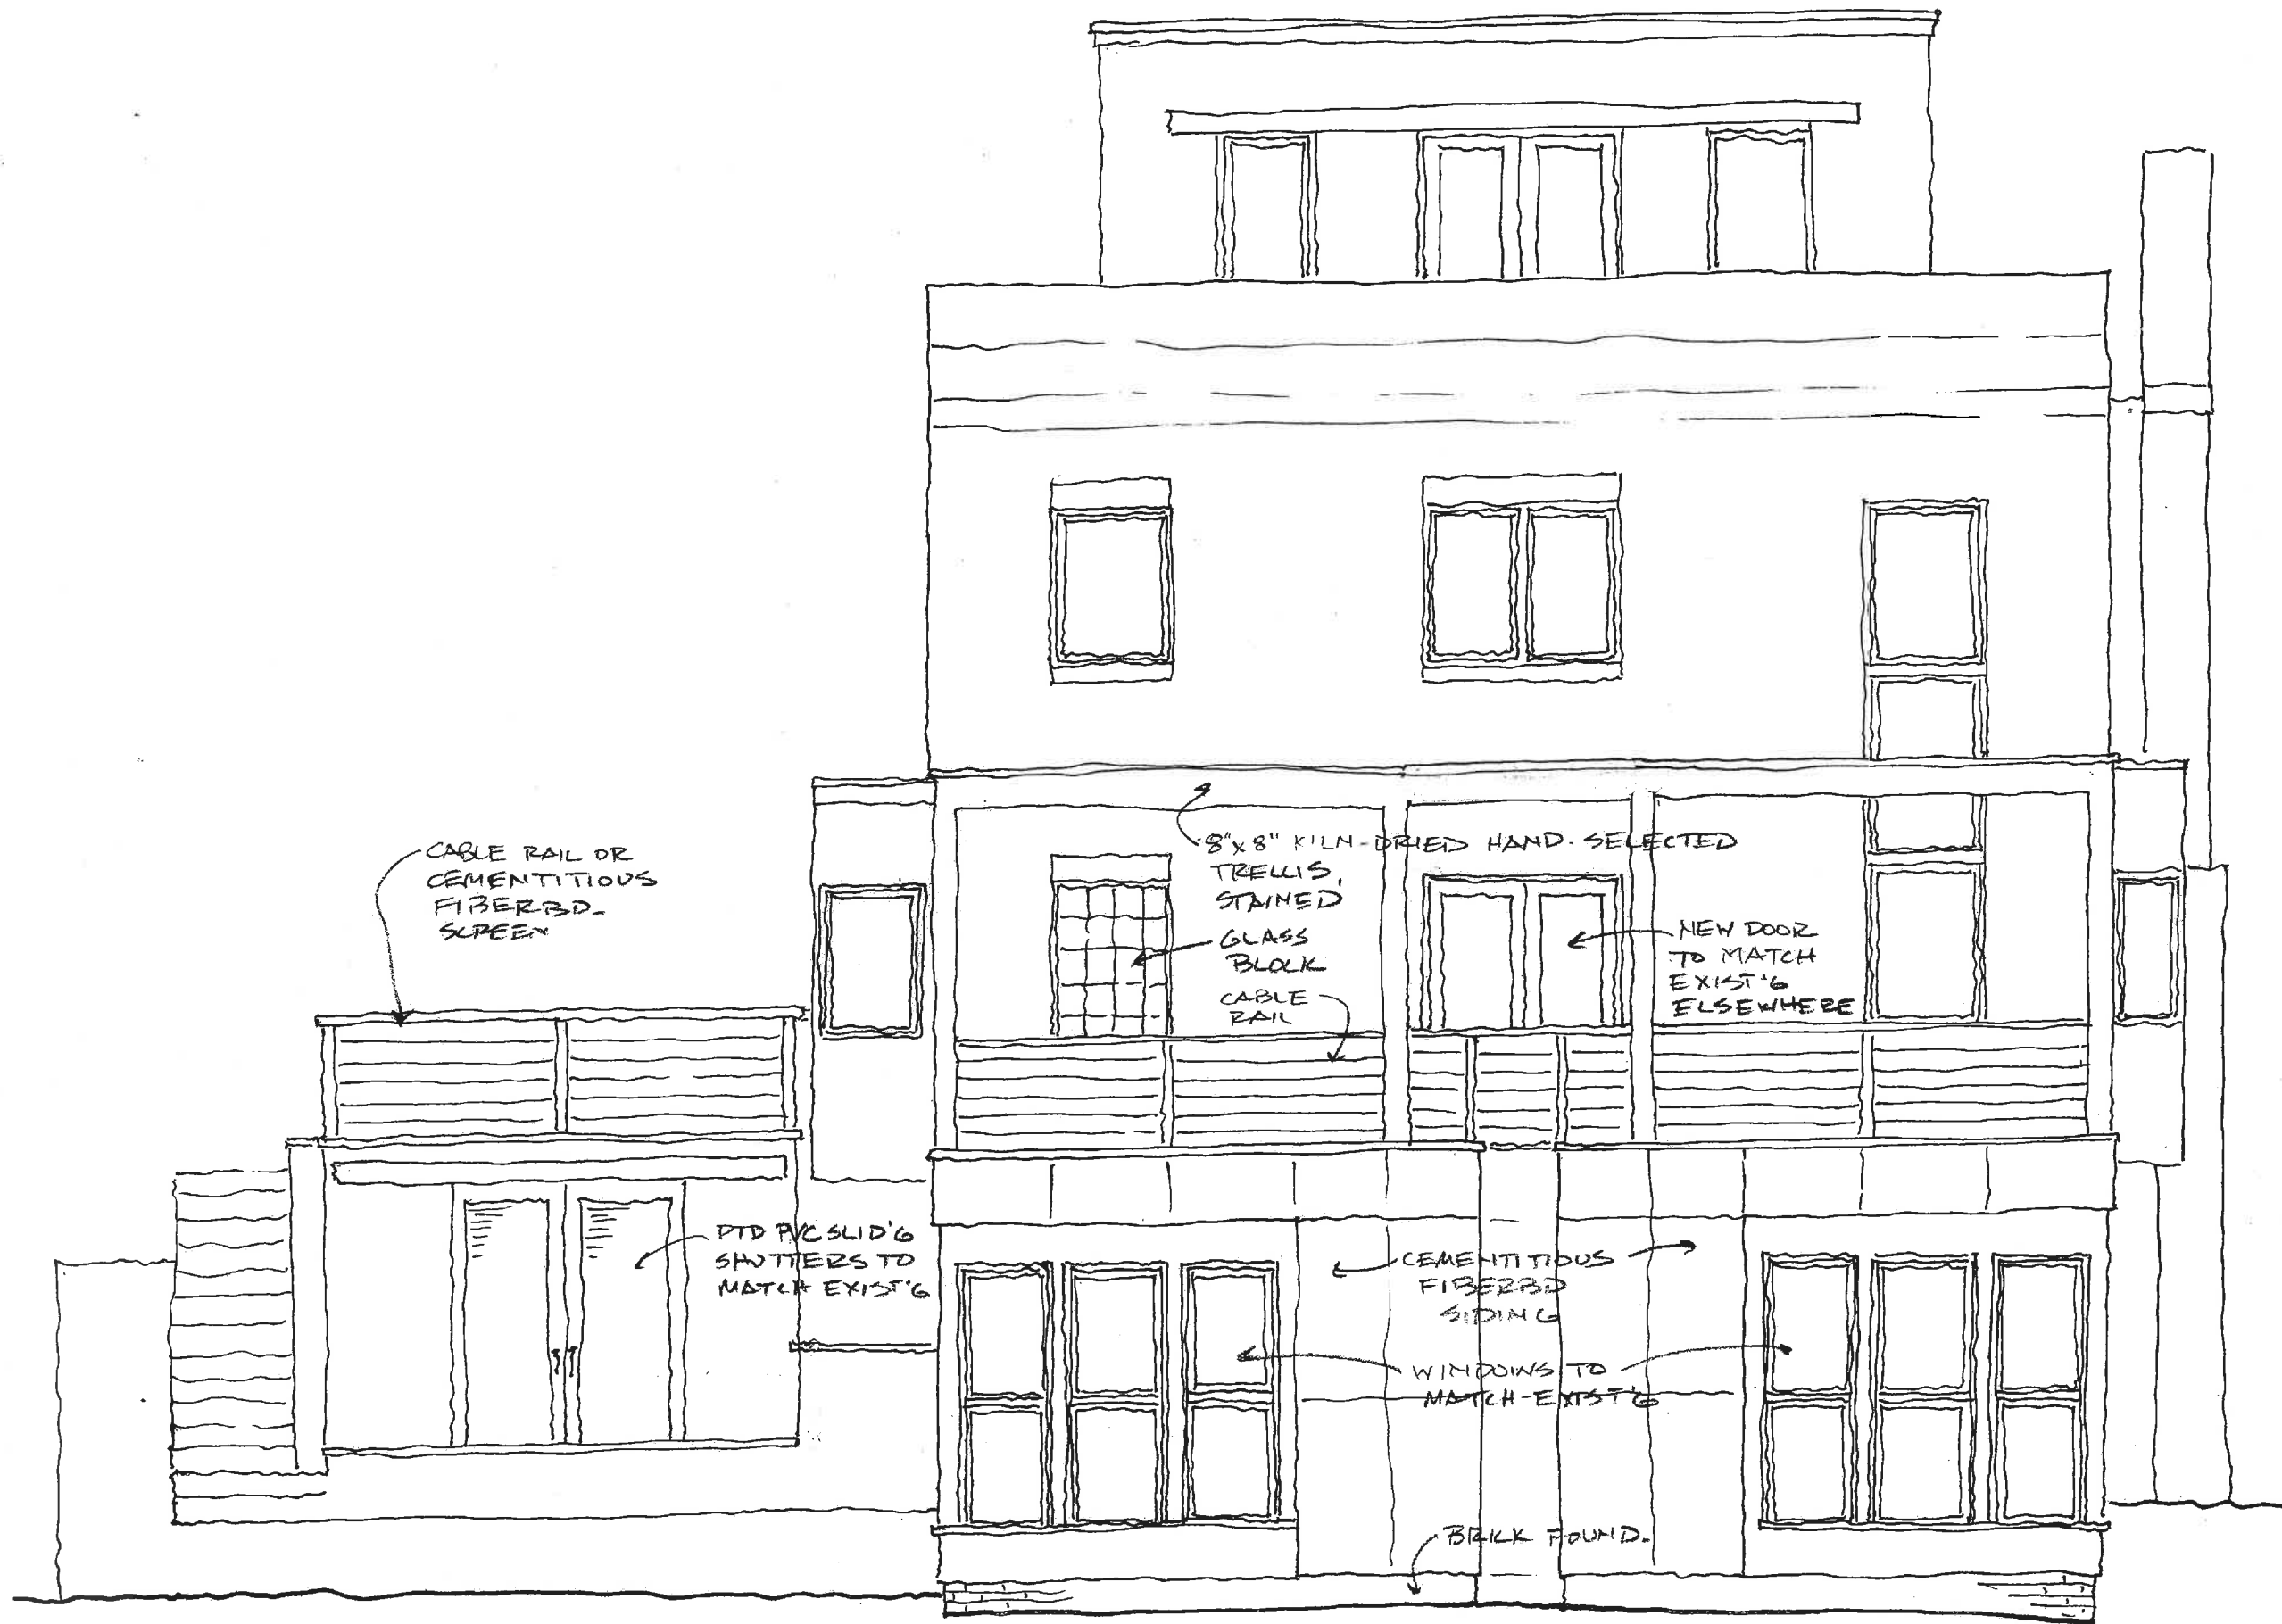 CABLE RAIL OR
CEMENTITIOUS
FIBERBD.
SCREEN
8"x8" KILN-DRIED HAND-SELECTED
TRELLIS,
STAINED
GLASS
BLOCK
CABLE
RAIL
NEW DOOR
TO MATCH
EXIST'G
ELSEWHERE
PTD PVC SLID'G
SHUTTERS TO
MATCH EXIST'G
CEMENTITIOUS
FIBERBD
SIDING
WINDOWS TO
MATCH EXIST'G
BRICK FOUND.